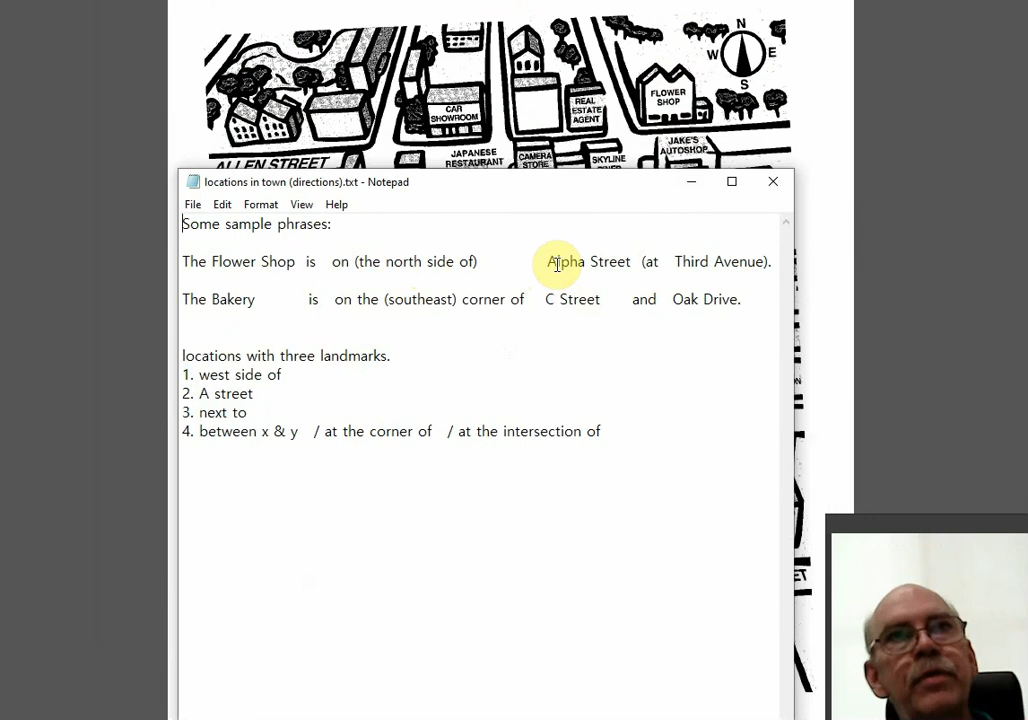 N
W E
S
CAR
SHOWROOM
REAL
ESTATE
AGENT
FLOWER
SHOP
ALLEN STREET
JAPANESE
RESTAURANT
CAMERA
STORE
SKYLINE
JAKE'S
AUTOSHOP
locations in town (directions).txt - Notepad
File Edit Format View Help
Some sample phrases:
The Flower Shop is on (the north side of) Alpha Street (at Third Avenue).
The Bakery is on the (southeast) corner of C Street and Oak Drive.
locations with three landmarks.
1. west side of
2. A street
3. next to
4. between x & y / at the corner of / at the intersection of